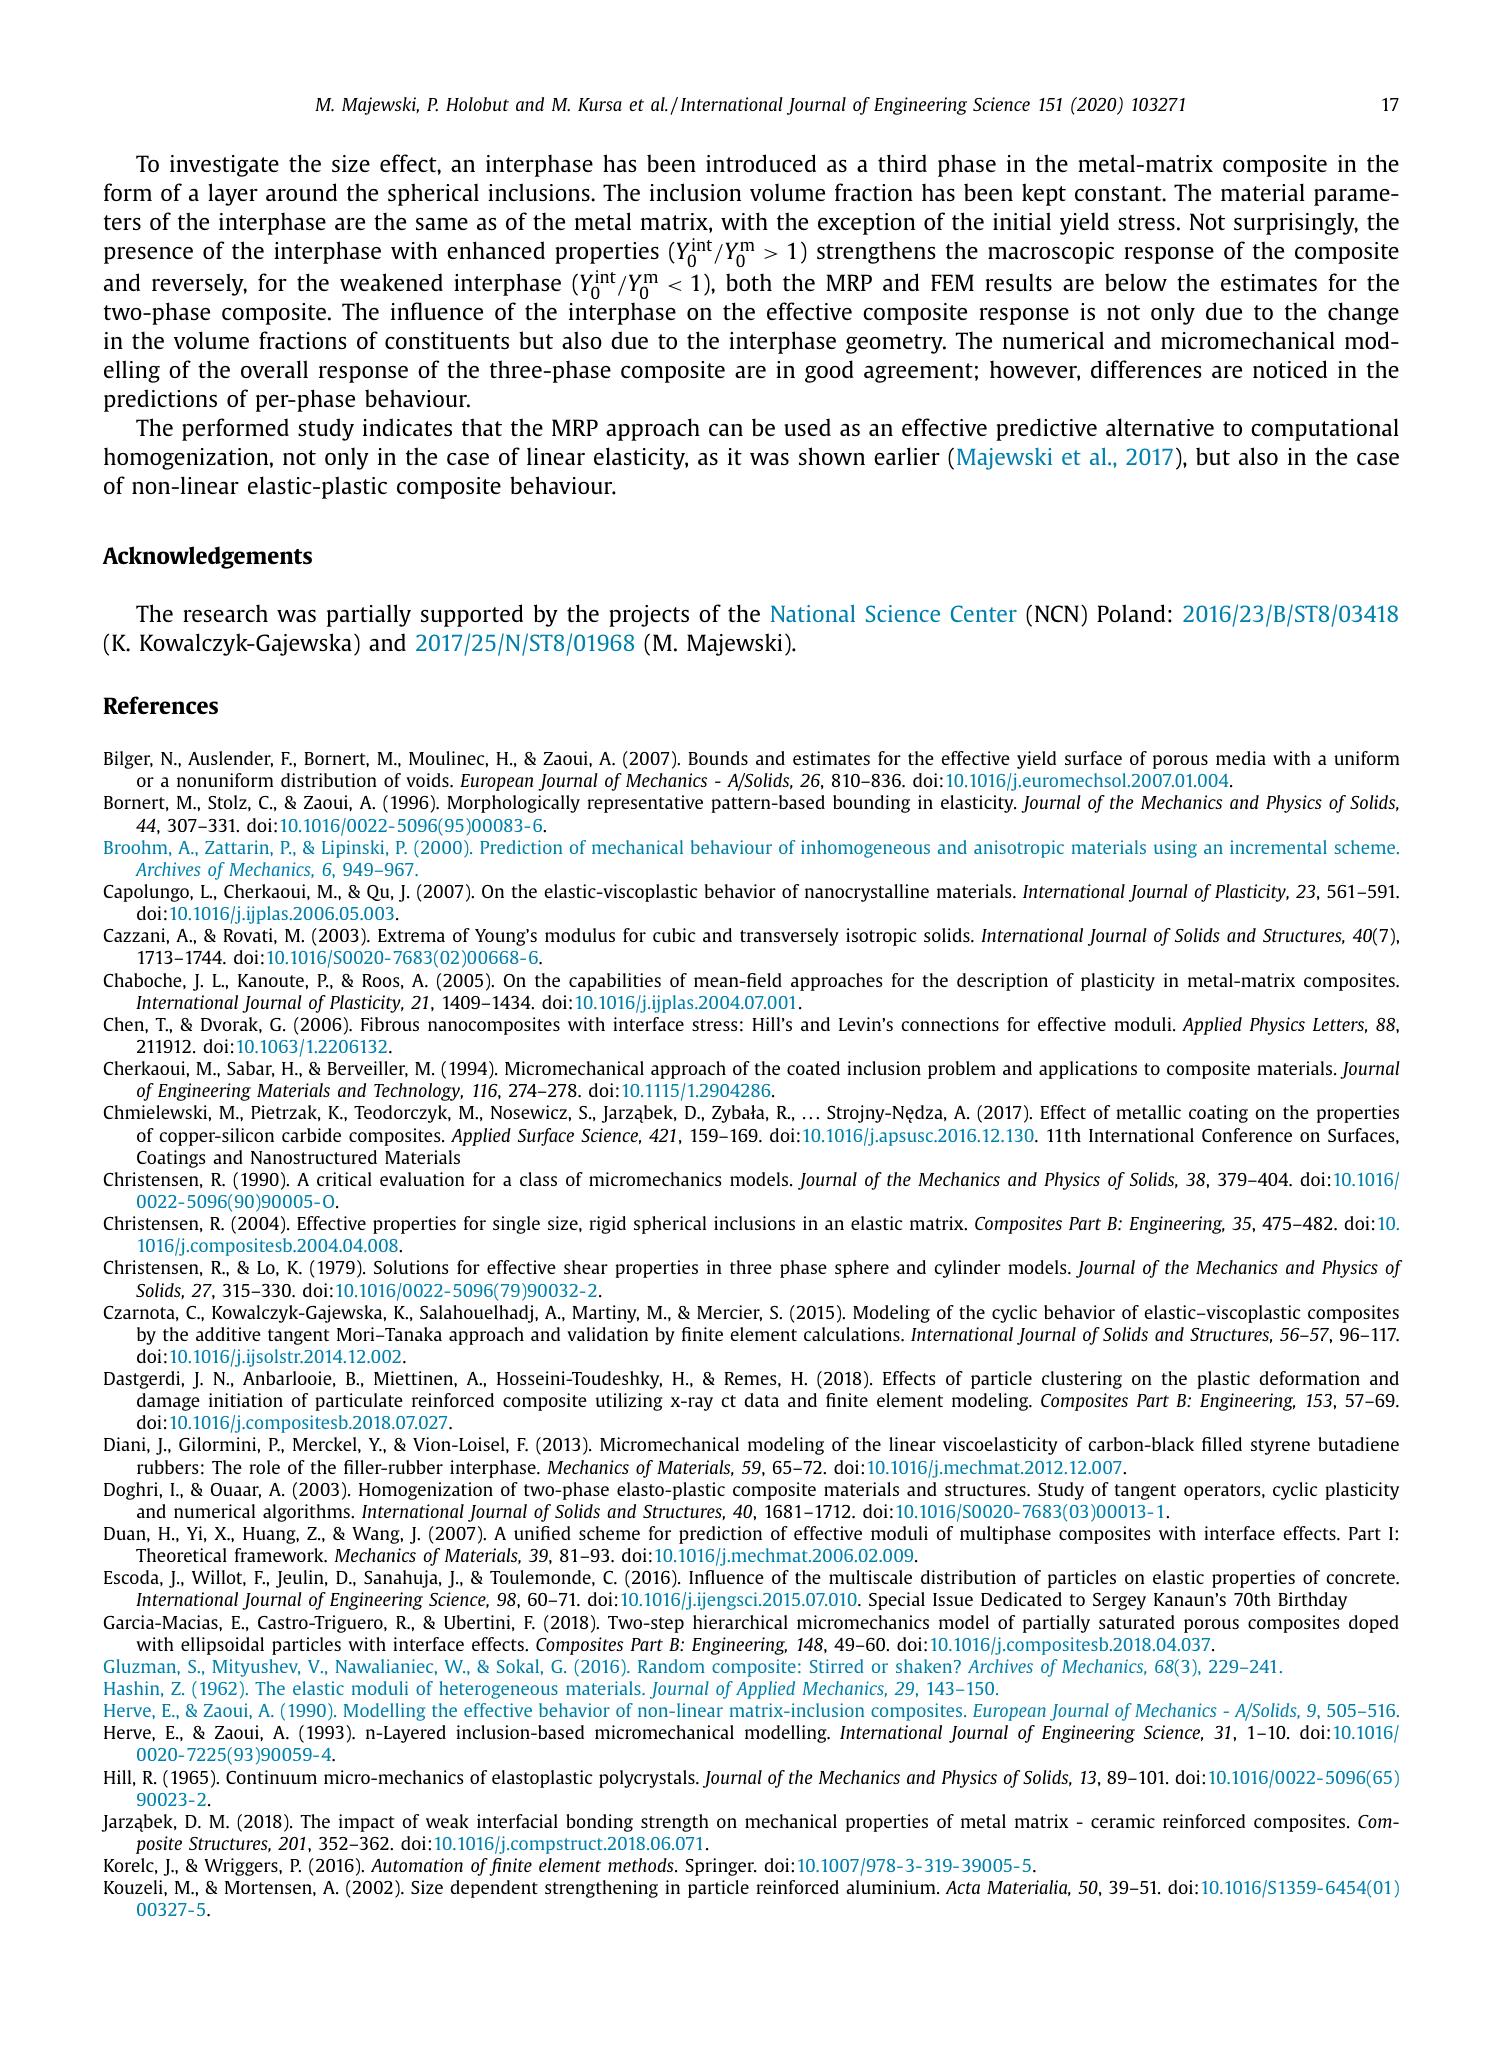 M. Majewski, P. Holobut and M. Kursa et al. / International Journal of Engineering Science 151 (2020) 103271 17
To investigate the size effect, an interphase has been introduced as a third phase in the metal-matrix composite in the
form of a layer around the spherical inclusions. The inclusion volume fraction has been kept constant. The material parame-
ters of the interphase are the same as of the metal matrix, with the exception of the initial yield stress. Not surprisingly, the
presence of the interphase with enhanced properties (Y₀^int/Y₀^m > 1) strengthens the macroscopic response of the composite
and reversely, for the weakened interphase (Y₀^int/Y₀^m < 1), both the MRP and FEM results are below the estimates for the
two-phase composite. The influence of the interphase on the effective composite response is not only due to the change
in the volume fractions of constituents but also due to the interphase geometry. The numerical and micromechanical mod-
elling of the overall response of the three-phase composite are in good agreement; however, differences are noticed in the
predictions of per-phase behaviour.
The performed study indicates that the MRP approach can be used as an effective predictive alternative to computational
homogenization, not only in the case of linear elasticity, as it was shown earlier (Majewski et al., 2017), but also in the case
of non-linear elastic-plastic composite behaviour.
Acknowledgements
The research was partially supported by the projects of the National Science Center (NCN) Poland: 2016/23/B/ST8/03418
(K. Kowalczyk-Gajewska) and 2017/25/N/ST8/01968 (M. Majewski).
References
Bilger, N., Auslender, F., Bornert, M., Moulinec, H., & Zaoui, A. (2007). Bounds and estimates for the effective yield surface of porous media with a uniform
or a nonuniform distribution of voids. European Journal of Mechanics - A/Solids, 26, 810–836. doi:10.1016/j.euromechsol.2007.01.004.
Bornert, M., Stolz, C., & Zaoui, A. (1996). Morphologically representative pattern-based bounding in elasticity. Journal of the Mechanics and Physics of Solids,
44, 307–331. doi:10.1016/0022-5096(95)00083-6.
Broohm, A., Zattarin, P., & Lipinski, P. (2000). Prediction of mechanical behaviour of inhomogeneous and anisotropic materials using an incremental scheme.
Archives of Mechanics, 6, 949–967.
Capolungo, L., Cherkaoui, M., & Qu, J. (2007). On the elastic-viscoplastic behavior of nanocrystalline materials. International Journal of Plasticity, 23, 561–591.
doi:10.1016/j.ijplas.2006.05.003.
Cazzani, A., & Rovati, M. (2003). Extrema of Young's modulus for cubic and transversely isotropic solids. International Journal of Solids and Structures, 40(7),
1713–1744. doi:10.1016/S0020-7683(02)00668-6.
Chaboche, J. L., Kanoute, P., & Roos, A. (2005). On the capabilities of mean-field approaches for the description of plasticity in metal-matrix composites.
International Journal of Plasticity, 21, 1409–1434. doi:10.1016/j.ijplas.2004.07.001.
Chen, T., & Dvorak, G. (2006). Fibrous nanocomposites with interface stress: Hill's and Levin's connections for effective moduli. Applied Physics Letters, 88,
211912. doi:10.1063/1.2206132.
Cherkaoui, M., Sabar, H., & Berveiller, M. (1994). Micromechanical approach of the coated inclusion problem and applications to composite materials. Journal
of Engineering Materials and Technology, 116, 274–278. doi:10.1115/1.2904286.
Chmielewski, M., Pietrzak, K., Teodorczyk, M., Nosewicz, S., Jarząbek, D., Zybała, R., … Strojny-Nędza, A. (2017). Effect of metallic coating on the properties
of copper-silicon carbide composites. Applied Surface Science, 421, 159–169. doi:10.1016/j.apsusc.2016.12.130. 11th International Conference on Surfaces,
Coatings and Nanostructured Materials
Christensen, R. (1990). A critical evaluation for a class of micromechanics models. Journal of the Mechanics and Physics of Solids, 38, 379–404. doi:10.1016/
0022-5096(90)90005-O.
Christensen, R. (2004). Effective properties for single size, rigid spherical inclusions in an elastic matrix. Composites Part B: Engineering, 35, 475–482. doi:10.
1016/j.compositesb.2004.04.008.
Christensen, R., & Lo, K. (1979). Solutions for effective shear properties in three phase sphere and cylinder models. Journal of the Mechanics and Physics of
Solids, 27, 315–330. doi:10.1016/0022-5096(79)90032-2.
Czarnota, C., Kowalczyk-Gajewska, K., Salahouelhadj, A., Martiny, M., & Mercier, S. (2015). Modeling of the cyclic behavior of elastic–viscoplastic composites
by the additive tangent Mori–Tanaka approach and validation by finite element calculations. International Journal of Solids and Structures, 56–57, 96–117.
doi:10.1016/j.ijsolstr.2014.12.002.
Dastgerdi, J. N., Anbarlooie, B., Miettinen, A., Hosseini-Toudeshky, H., & Remes, H. (2018). Effects of particle clustering on the plastic deformation and
damage initiation of particulate reinforced composite utilizing x-ray ct data and finite element modeling. Composites Part B: Engineering, 153, 57–69.
doi:10.1016/j.compositesb.2018.07.027.
Diani, J., Gilormini, P., Merckel, Y., & Vion-Loisel, F. (2013). Micromechanical modeling of the linear viscoelasticity of carbon-black filled styrene butadiene
rubbers: The role of the filler-rubber interphase. Mechanics of Materials, 59, 65–72. doi:10.1016/j.mechmat.2012.12.007.
Doghri, I., & Ouaar, A. (2003). Homogenization of two-phase elasto-plastic composite materials and structures. Study of tangent operators, cyclic plasticity
and numerical algorithms. International Journal of Solids and Structures, 40, 1681–1712. doi:10.1016/S0020-7683(03)00013-1.
Duan, H., Yi, X., Huang, Z., & Wang, J. (2007). A unified scheme for prediction of effective moduli of multiphase composites with interface effects. Part I:
Theoretical framework. Mechanics of Materials, 39, 81–93. doi:10.1016/j.mechmat.2006.02.009.
Escoda, J., Willot, F., Jeulin, D., Sanahuja, J., & Toulemonde, C. (2016). Influence of the multiscale distribution of particles on elastic properties of concrete.
International Journal of Engineering Science, 98, 60–71. doi:10.1016/j.ijengsci.2015.07.010. Special Issue Dedicated to Sergey Kanaun's 70th Birthday
Garcia-Macias, E., Castro-Triguero, R., & Ubertini, F. (2018). Two-step hierarchical micromechanics model of partially saturated porous composites doped
with ellipsoidal particles with interface effects. Composites Part B: Engineering, 148, 49–60. doi:10.1016/j.compositesb.2018.04.037.
Gluzman, S., Mityushev, V., Nawalianiec, W., & Sokal, G. (2016). Random composite: Stirred or shaken? Archives of Mechanics, 68(3), 229–241.
Hashin, Z. (1962). The elastic moduli of heterogeneous materials. Journal of Applied Mechanics, 29, 143–150.
Herve, E., & Zaoui, A. (1990). Modelling the effective behavior of non-linear matrix-inclusion composites. European Journal of Mechanics - A/Solids, 9, 505–516.
Herve, E., & Zaoui, A. (1993). n-Layered inclusion-based micromechanical modelling. International Journal of Engineering Science, 31, 1–10. doi:10.1016/
0020-7225(93)90059-4.
Hill, R. (1965). Continuum micro-mechanics of elastoplastic polycrystals. Journal of the Mechanics and Physics of Solids, 13, 89–101. doi:10.1016/0022-5096(65)
90023-2.
Jarząbek, D. M. (2018). The impact of weak interfacial bonding strength on mechanical properties of metal matrix - ceramic reinforced composites. Com-
posite Structures, 201, 352–362. doi:10.1016/j.compstruct.2018.06.071.
Korelc, J., & Wriggers, P. (2016). Automation of finite element methods. Springer. doi:10.1007/978-3-319-39005-5.
Kouzeli, M., & Mortensen, A. (2002). Size dependent strengthening in particle reinforced aluminium. Acta Materialia, 50, 39–51. doi:10.1016/S1359-6454(01)
00327-5.